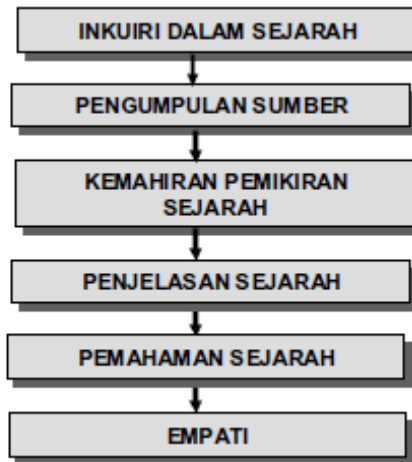 INKUIRI DALAM SEJARAH
PENGUMPULAN SUMBER
KEMAHIRAN PEMIKIRAN
SEJARAH
PENJELASAN SEJARAH
PEMAHAMAN SEJARAH
EMPATI